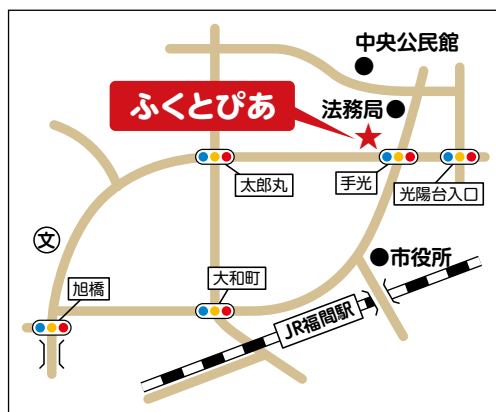 中央公民館
ふくとぴあ
法務局
太郎丸
手光
光陽台入口
文
市役所
旭橋
大和町
JR福間駅